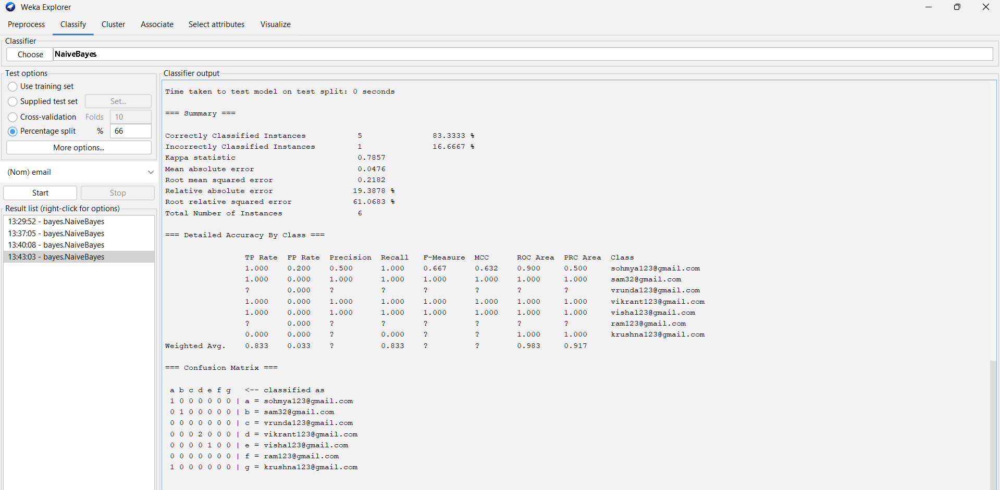 Weka Explorer
Preprocess Classify Cluster Associate Select attributes Visualize
Classifier
Choose NaiveBayes
Test options
Use training set
Supplied test set Set...
Cross-validation Folds 10
Percentage split % 66
More options...
(Nom) email
Start Stop
Result list (right-click for options)
13:29:52 - bayes.NaiveBayes
13:37:05 - bayes.NaiveBayes
13:40:08 - bayes.NaiveBayes
13:43:03 - bayes.NaiveBayes
Classifier output
Time taken to test model on test split: 0 seconds
=== Summary ===
Correctly Classified Instances 5 83.3333 %
Incorrectly Classified Instances 1 16.6667 %
Kappa statistic 0.7857
Mean absolute error 0.0476
Root mean squared error 0.2182
Relative absolute error 19.3878 %
Root relative squared error 61.0683 %
Total Number of Instances 6
=== Detailed Accuracy By Class ===
TP Rate FP Rate Precision Recall F-Measure MCC ROC Area PRC Area Class
1.000 0.200 0.500 1.000 0.667 0.632 0.900 0.500 sohmya123@gmail.com
1.000 0.000 1.000 1.000 1.000 1.000 1.000 1.000 sam32@gmail.com
? 0.000 ? ? ? ? ? ? vrunda123@gmail.com
1.000 0.000 1.000 1.000 1.000 1.000 1.000 1.000 vikrant123@gmail.com
1.000 0.000 1.000 1.000 1.000 1.000 1.000 1.000 vishal23@gmail.com
? 0.000 ? ? ? ? ? ? ram123@gmail.com
0.000 0.000 ? 0.000 ? ? 1.000 1.000 krushna123@gmail.com
Weighted Avg. 0.833 0.033 ? 0.833 ? ? 0.983 0.917
=== Confusion Matrix ===
a b c d e f g <-- classified as
1 0 0 0 0 0 0 | a = sohmya123@gmail.com
0 1 0 0 0 0 0 | b = sam32@gmail.com
0 0 0 0 0 0 0 | c = vrunda123@gmail.com
0 0 0 2 0 0 0 | d = vikrant123@gmail.com
0 0 0 0 1 0 0 | e = vishal23@gmail.com
0 0 0 0 0 0 0 | f = ram123@gmail.com
1 0 0 0 0 0 0 | g = krushna123@gmail.com